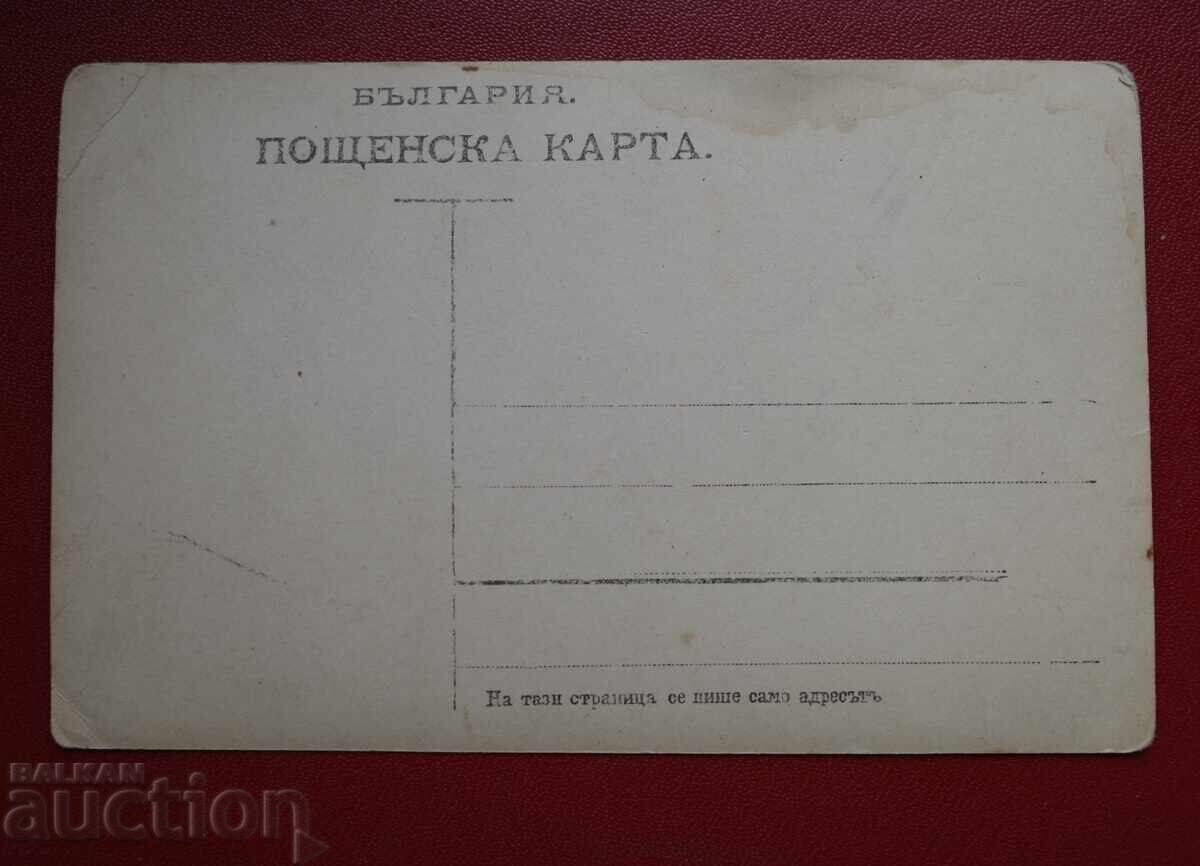 БЪЛГАРИЯ.
ПОЩЕНСКА КАРТА.
На тази страница се пише само адресътъ
BALKAN
auction